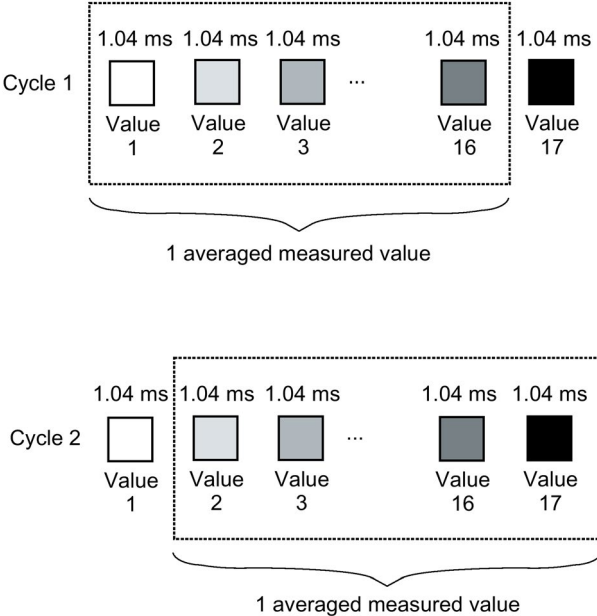 1.04 ms 1.04 ms 1.04 ms 1.04 ms 1.04 ms
Cycle 1 ...
Value Value Value Value Value
1 2 3 16 17
1 averaged measured value
1.04 ms 1.04 ms 1.04 ms 1.04 ms 1.04 ms
Cycle 2 ...
Value Value Value Value Value
1 2 3 16 17
1 averaged measured value